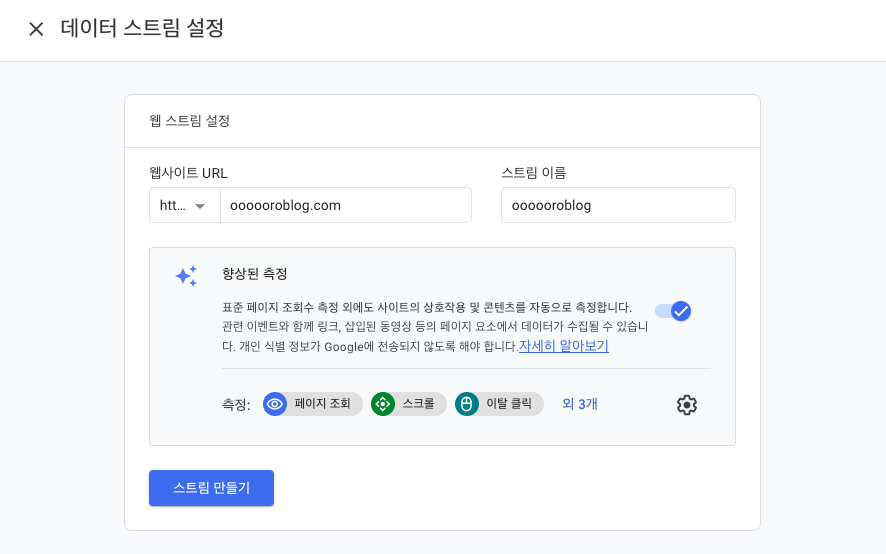 데이터 스트림 설정
웹 스트림 설정
웹사이트 URL
스트림 이름
htt...
oooooroblog.com
oooooroblog
향상된 측정
표준 페이지 조회수 측정 외에도 사이트의 상호작용 및 콘텐츠를 자동으로 측정합니다.
관련 이벤트와 함께 링크, 삽입된 동영상 등의 페이지 요소에서 데이터가 수집될 수 있습니
다. 개인 식별 정보가 Google에 전송되지 않도록 해야 합니다.자세히 알아보기
측정:
페이지 조회
스크롤
이탈 클릭
외 3개
스트림 만들기